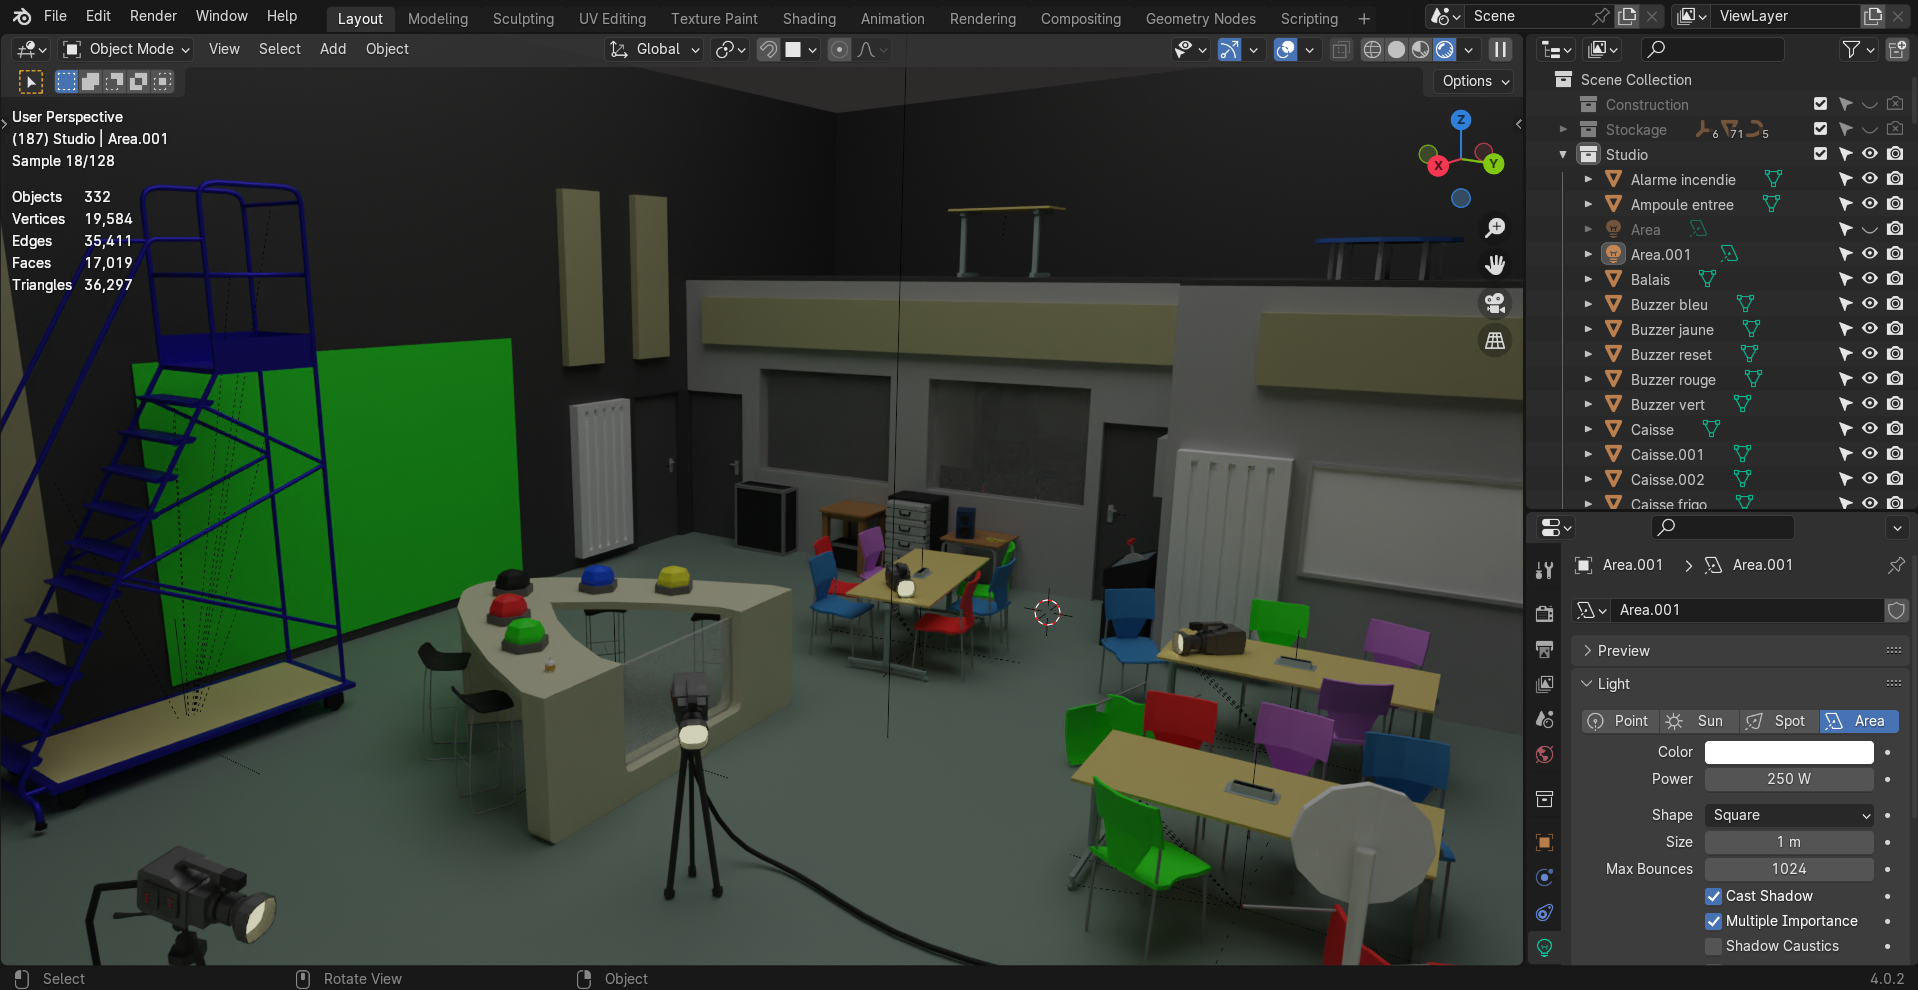 File Edit Render Window Help Layout Modeling Sculpting UV Editing Texture Paint Shading Animation Rendering Compositing Geometry Nodes Scripting + Scene ViewLayer
Object Mode View Select Add Object Global
Options
User Perspective
(187) Studio | Area.001
Sample 18/128
Objects 332
Vertices 19,584
Edges 35,411
Faces 17,019
Triangles 36,297
Z
X
Y
Scene Collection
Construction
Stockage 6 71 5
Studio
Alarme incendie
Ampoule entree
Area
Area.001
Balais
Buzzer bleu
Buzzer jaune
Buzzer reset
Buzzer rouge
Buzzer vert
Caisse
Caisse.001
Caisse.002
Caisse frigo
Area.001 > Area.001
Area.001
Preview
Light
Point Sun Spot Area
Color
Power 250 W
Shape Square
Size 1 m
Max Bounces 1024
Cast Shadow
Multiple Importance
Shadow Caustics
Select Rotate View Object 4.0.2